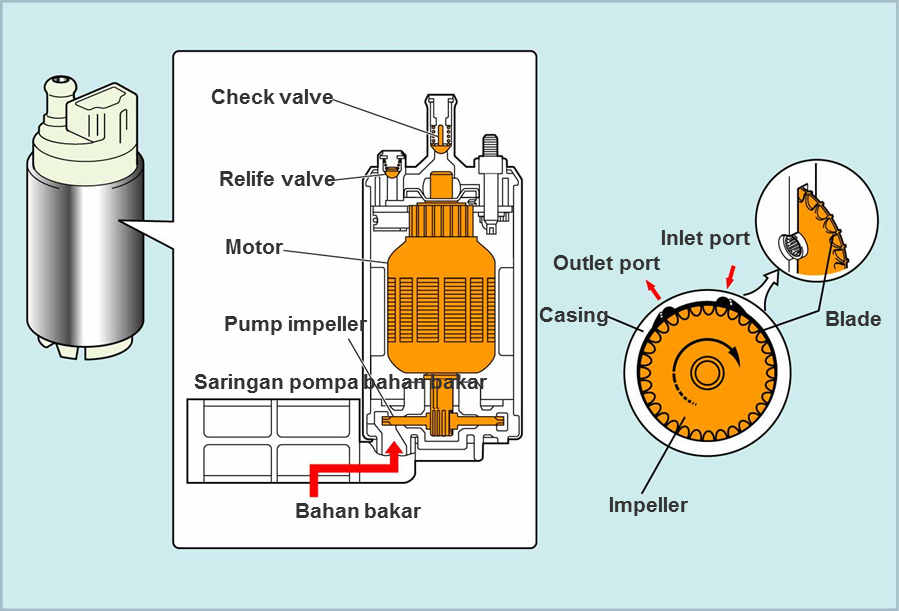 Check valve
Relife valve
Motor
Pump impeller
Saringan pompa bahan bakar
Bahan bakar
Inlet port
Outlet port
Casing
Blade
Impeller